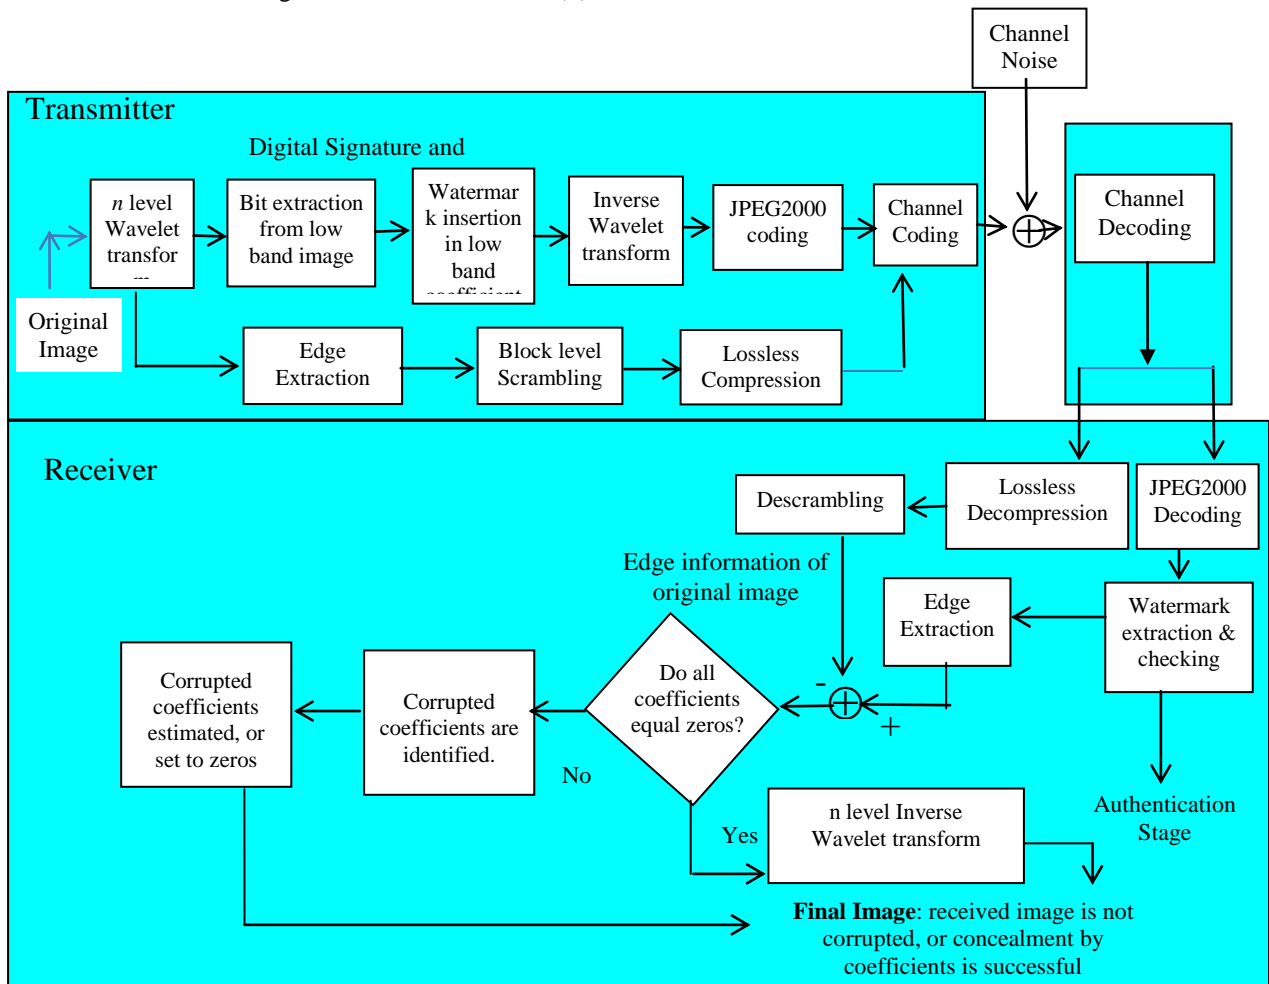 Channel
Noise
Transmitter
Digital Signature and
n level
Wavelet
transfor
Bit extraction
from low
band image
Watermar
k insertion
in low
band
coefficient
Inverse
Wavelet
transform
JPEG2000
coding
Channel
Coding
Channel
Decoding
Original
Image
Edge
Extraction
Block level
Scrambling
Lossless
Compression
Receiver
Descrambling
Lossless
Decompression
JPEG2000
Decoding
Edge information of
original image
Edge
Extraction
Watermark
extraction &
checking
Corrupted
coefficients
estimated, or
set to zeros
Corrupted
coefficients are
identified.
Do all
coefficients
equal zeros?
-
+
No
Yes
n level Inverse
Wavelet transform
Authentication
Stage
Final Image: received image is not
corrupted, or concealment by
coefficients is successful